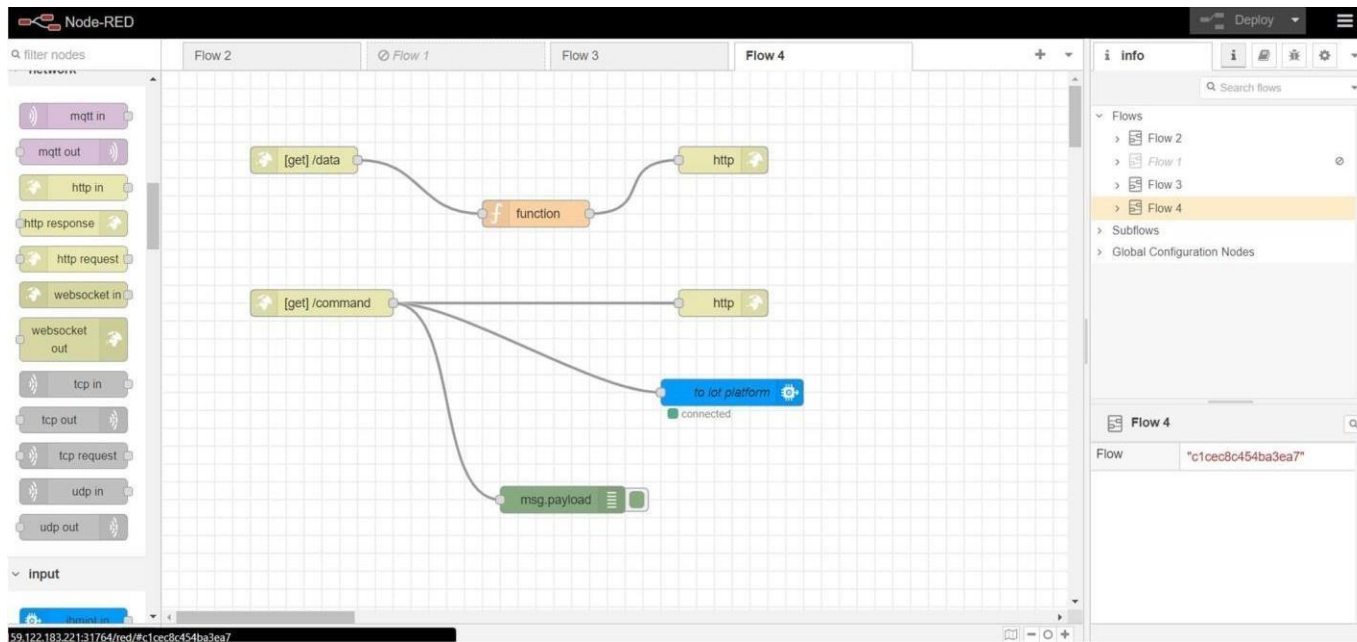 Node-RED
Deploy
filter nodes
Flow 2
Flow 1
Flow 3
Flow 4
info
i
network
mqtt in
mqtt out
http in
http response
http request
websocket in
websocket
out
tcp in
tcp out
tcp request
udp in
udp out
input
ibmiot in
[get] /data
function
http
[get] /command
http
to iot platform
connected
msg.payload
Search flows
Flows
Flow 2
Flow 1
Flow 3
Flow 4
Subflows
Global Configuration Nodes
Flow 4
Flow "c1cec8c454ba3ea7"
59.122.183.221:31764/red/#c1cec8c454ba3ea7